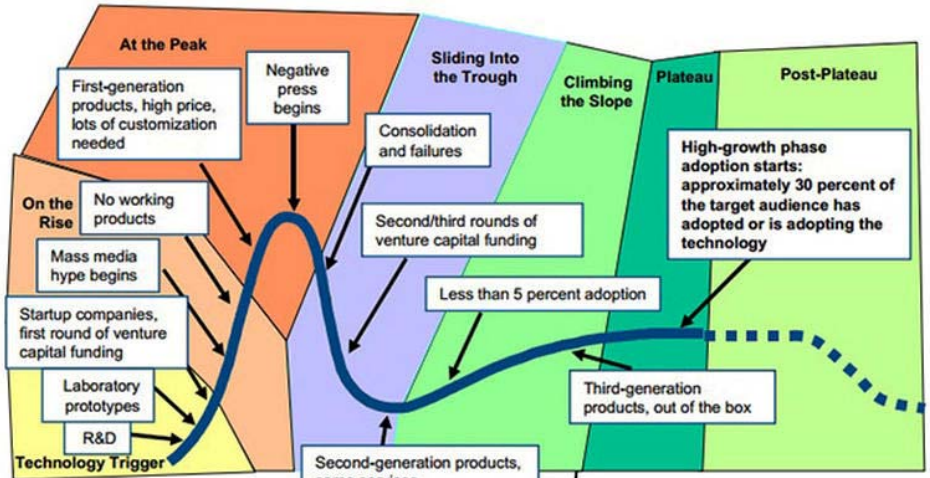 At the Peak
Sliding Into
the Trough
Climbing
the Slope
Plateau
Post-Plateau
First-generation
products, high price,
lots of customization
needed
Negative
press
begins
Consolidation
and failures
High-growth phase
adoption starts:
approximately 30 percent of
the target audience has
adopted or is adopting the
technology
On the
Rise
No working
products
Second/third rounds of
venture capital funding
Mass media
hype begins
Less than 5 percent adoption
Startup companies,
first round of venture
capital funding
Laboratory
prototypes
Third-generation
products, out of the box
R&D
Technology Trigger
Second-generation products,